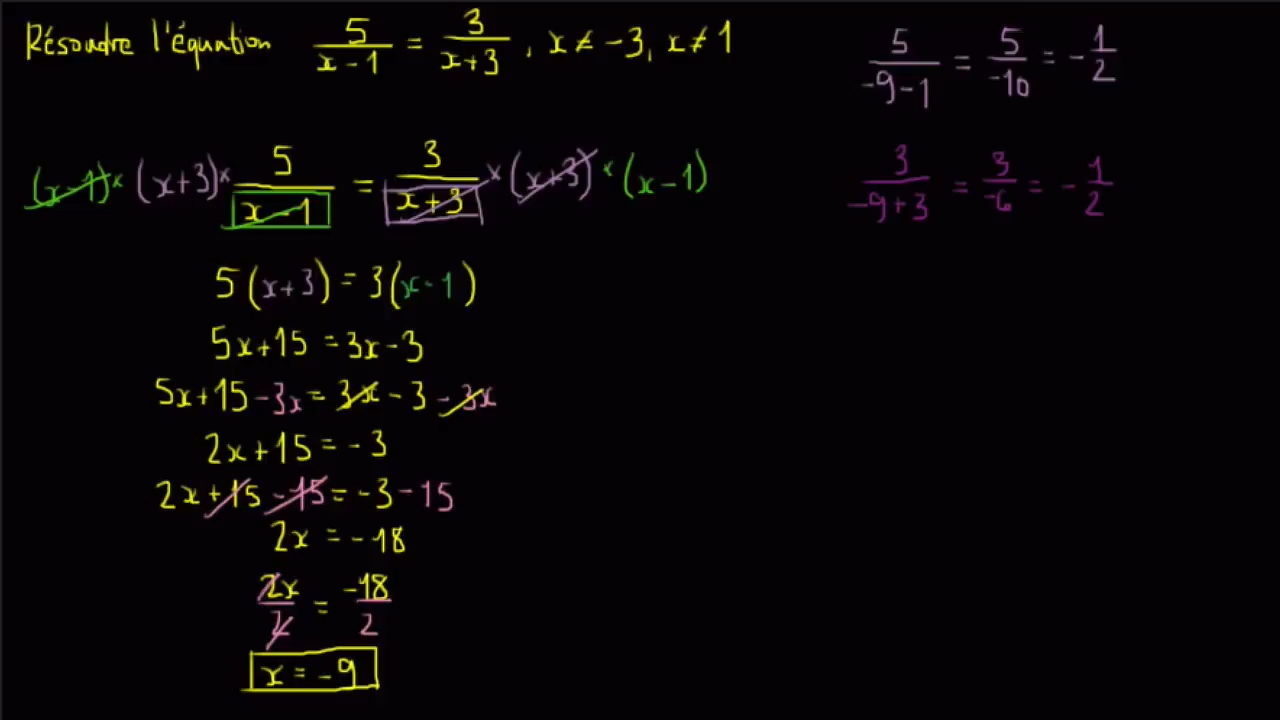 Résoudre l'équation 5/(x-1) = 3/(x+3), x ≠ -3, x ≠ 1
(x-1) × (x+3) × 5/(x-1) = 3/(x+3) × (x+3) × (x-1)
5(x+3) = 3(x-1)
5x+15 = 3x-3
5x+15-3x = 3x-3-3x
2x+15 = -3
2x+15-15 = -3-15
2x = -18
2x/2 = -18/2
x = -9
5/(-9-1) = 5/-10 = -1/2
3/(-9+3) = 3/-6 = -1/2